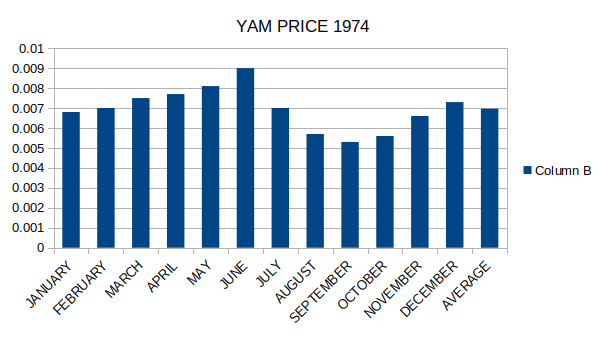 YAM PRICE 1974
0.01
0.009
0.008
0.007
0.006
0.005
0.004
0.003
0.002
0.001
0
Column B
JANUARY
FEBRUARY
MARCH
APRIL
MAY
JUNE
JULY
AUGUST
SEPTEMBER
OCTOBER
NOVEMBER
DECEMBER
AVERAGE